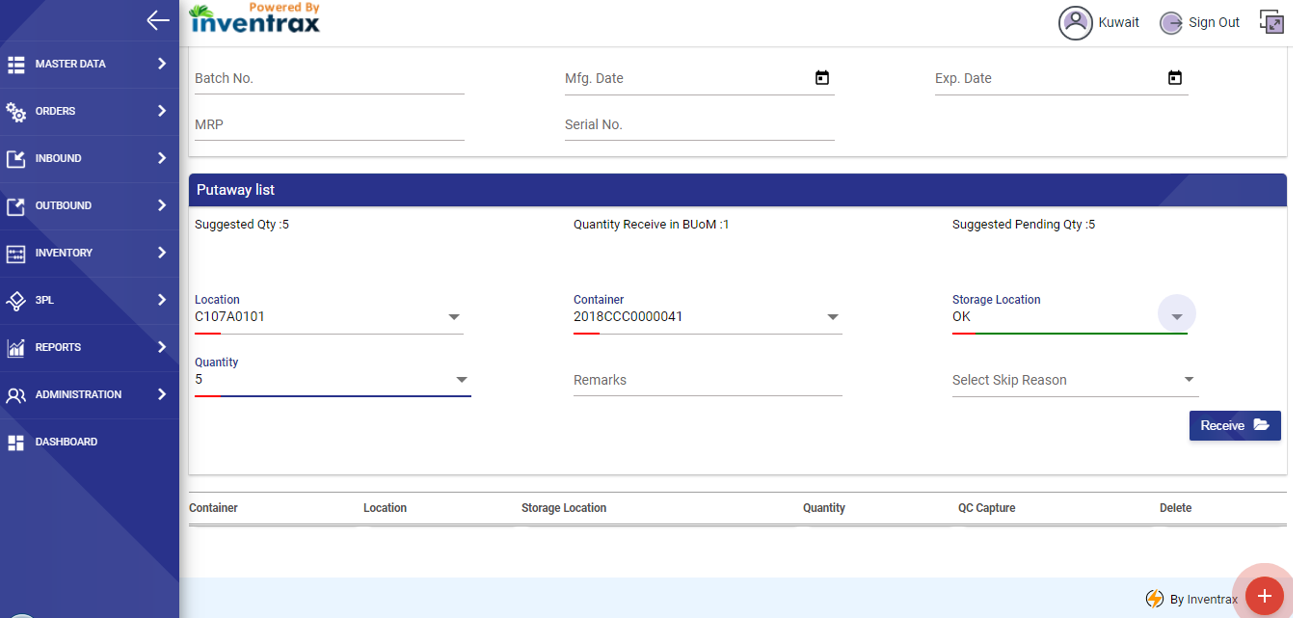 Powered By
inventrax
Kuwait
Sign Out
MASTER DATA
ORDERS
INBOUND
OUTBOUND
INVENTORY
3PL
REPORTS
ADMINISTRATION
DASHBOARD
Batch No.
Mfg. Date
Exp. Date
MRP
Serial No.
Putaway list
Suggested Qty :5
Quantity Receive in BUoM :1
Suggested Pending Qty :5
Location
C107A0101
Container
2018CCC0000041
Storage Location
OK
Quantity
5
Remarks
Select Skip Reason
Receive
Container Location Storage Location Quantity QC Capture Delete
By Inventrax